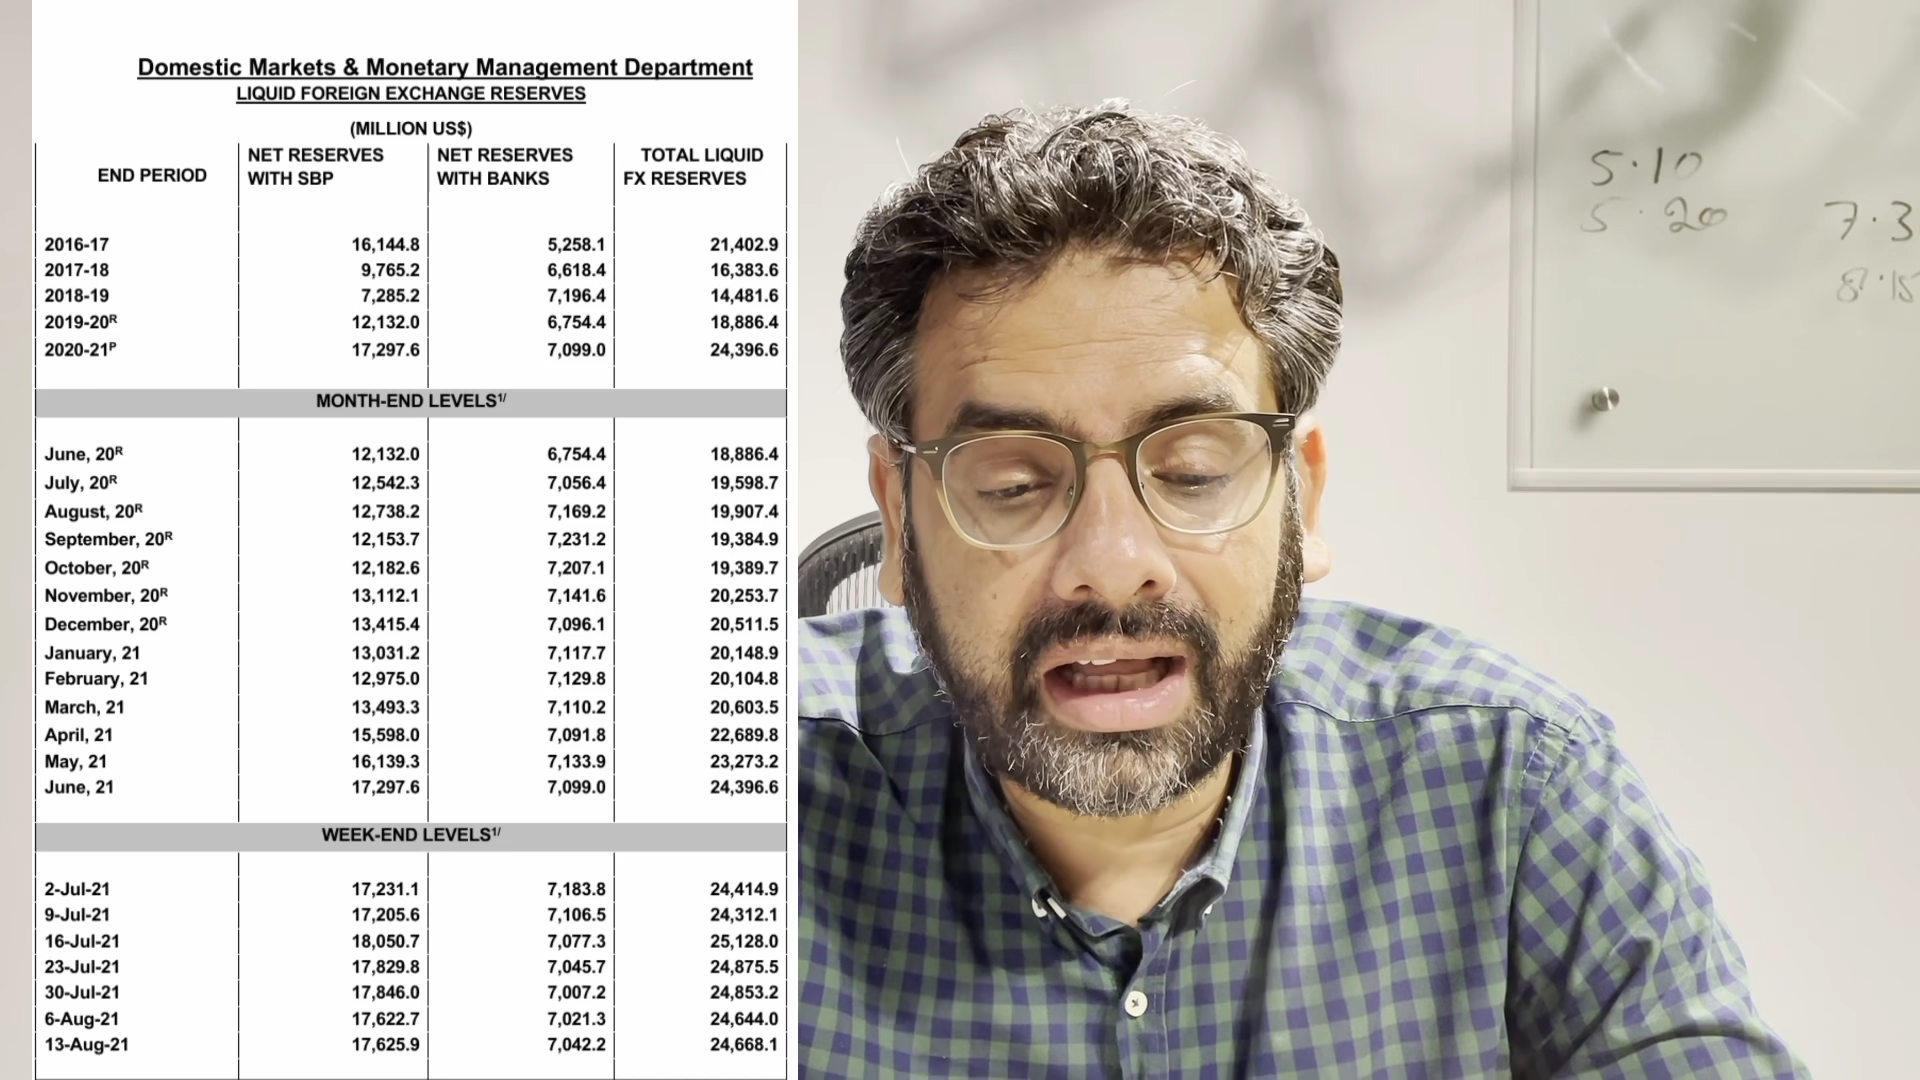 Domestic Markets & Monetary Management Department
LIQUID FOREIGN EXCHANGE RESERVES
(MILLION US$)
END PERIOD NET RESERVES WITH SBP NET RESERVES WITH BANKS TOTAL LIQUID FX RESERVES
2016-17 16,144.8 5,258.1 21,402.9
2017-18 9,765.2 6,618.4 16,383.6
2018-19 7,285.2 7,196.4 14,481.6
2019-20ᴿ 12,132.0 6,754.4 18,886.4
2020-21ᴾ 17,297.6 7,099.0 24,396.6
MONTH-END LEVELS¹/
June, 20ᴿ 12,132.0 6,754.4 18,886.4
July, 20ᴿ 12,542.3 7,056.4 19,598.7
August, 20ᴿ 12,738.2 7,169.2 19,907.4
September, 20ᴿ 12,153.7 7,231.2 19,384.9
October, 20ᴿ 12,182.6 7,207.1 19,389.7
November, 20ᴿ 13,112.1 7,141.6 20,253.7
December, 20ᴿ 13,415.4 7,096.1 20,511.5
January, 21 13,031.2 7,117.7 20,148.9
February, 21 12,975.0 7,129.8 20,104.8
March, 21 13,493.3 7,110.2 20,603.5
April, 21 15,598.0 7,091.8 22,689.8
May, 21 16,139.3 7,133.9 23,273.2
June, 21 17,297.6 7,099.0 24,396.6
WEEK-END LEVELS¹/
2-Jul-21 17,231.1 7,183.8 24,414.9
9-Jul-21 17,205.6 7,106.5 24,312.1
16-Jul-21 18,050.7 7,077.3 25,128.0
23-Jul-21 17,829.8 7,045.7 24,875.5
30-Jul-21 17,846.0 7,007.2 24,853.2
6-Aug-21 17,622.7 7,021.3 24,644.0
13-Aug-21 17,625.9 7,042.2 24,668.1
5.10
5.20 7.3
8.15